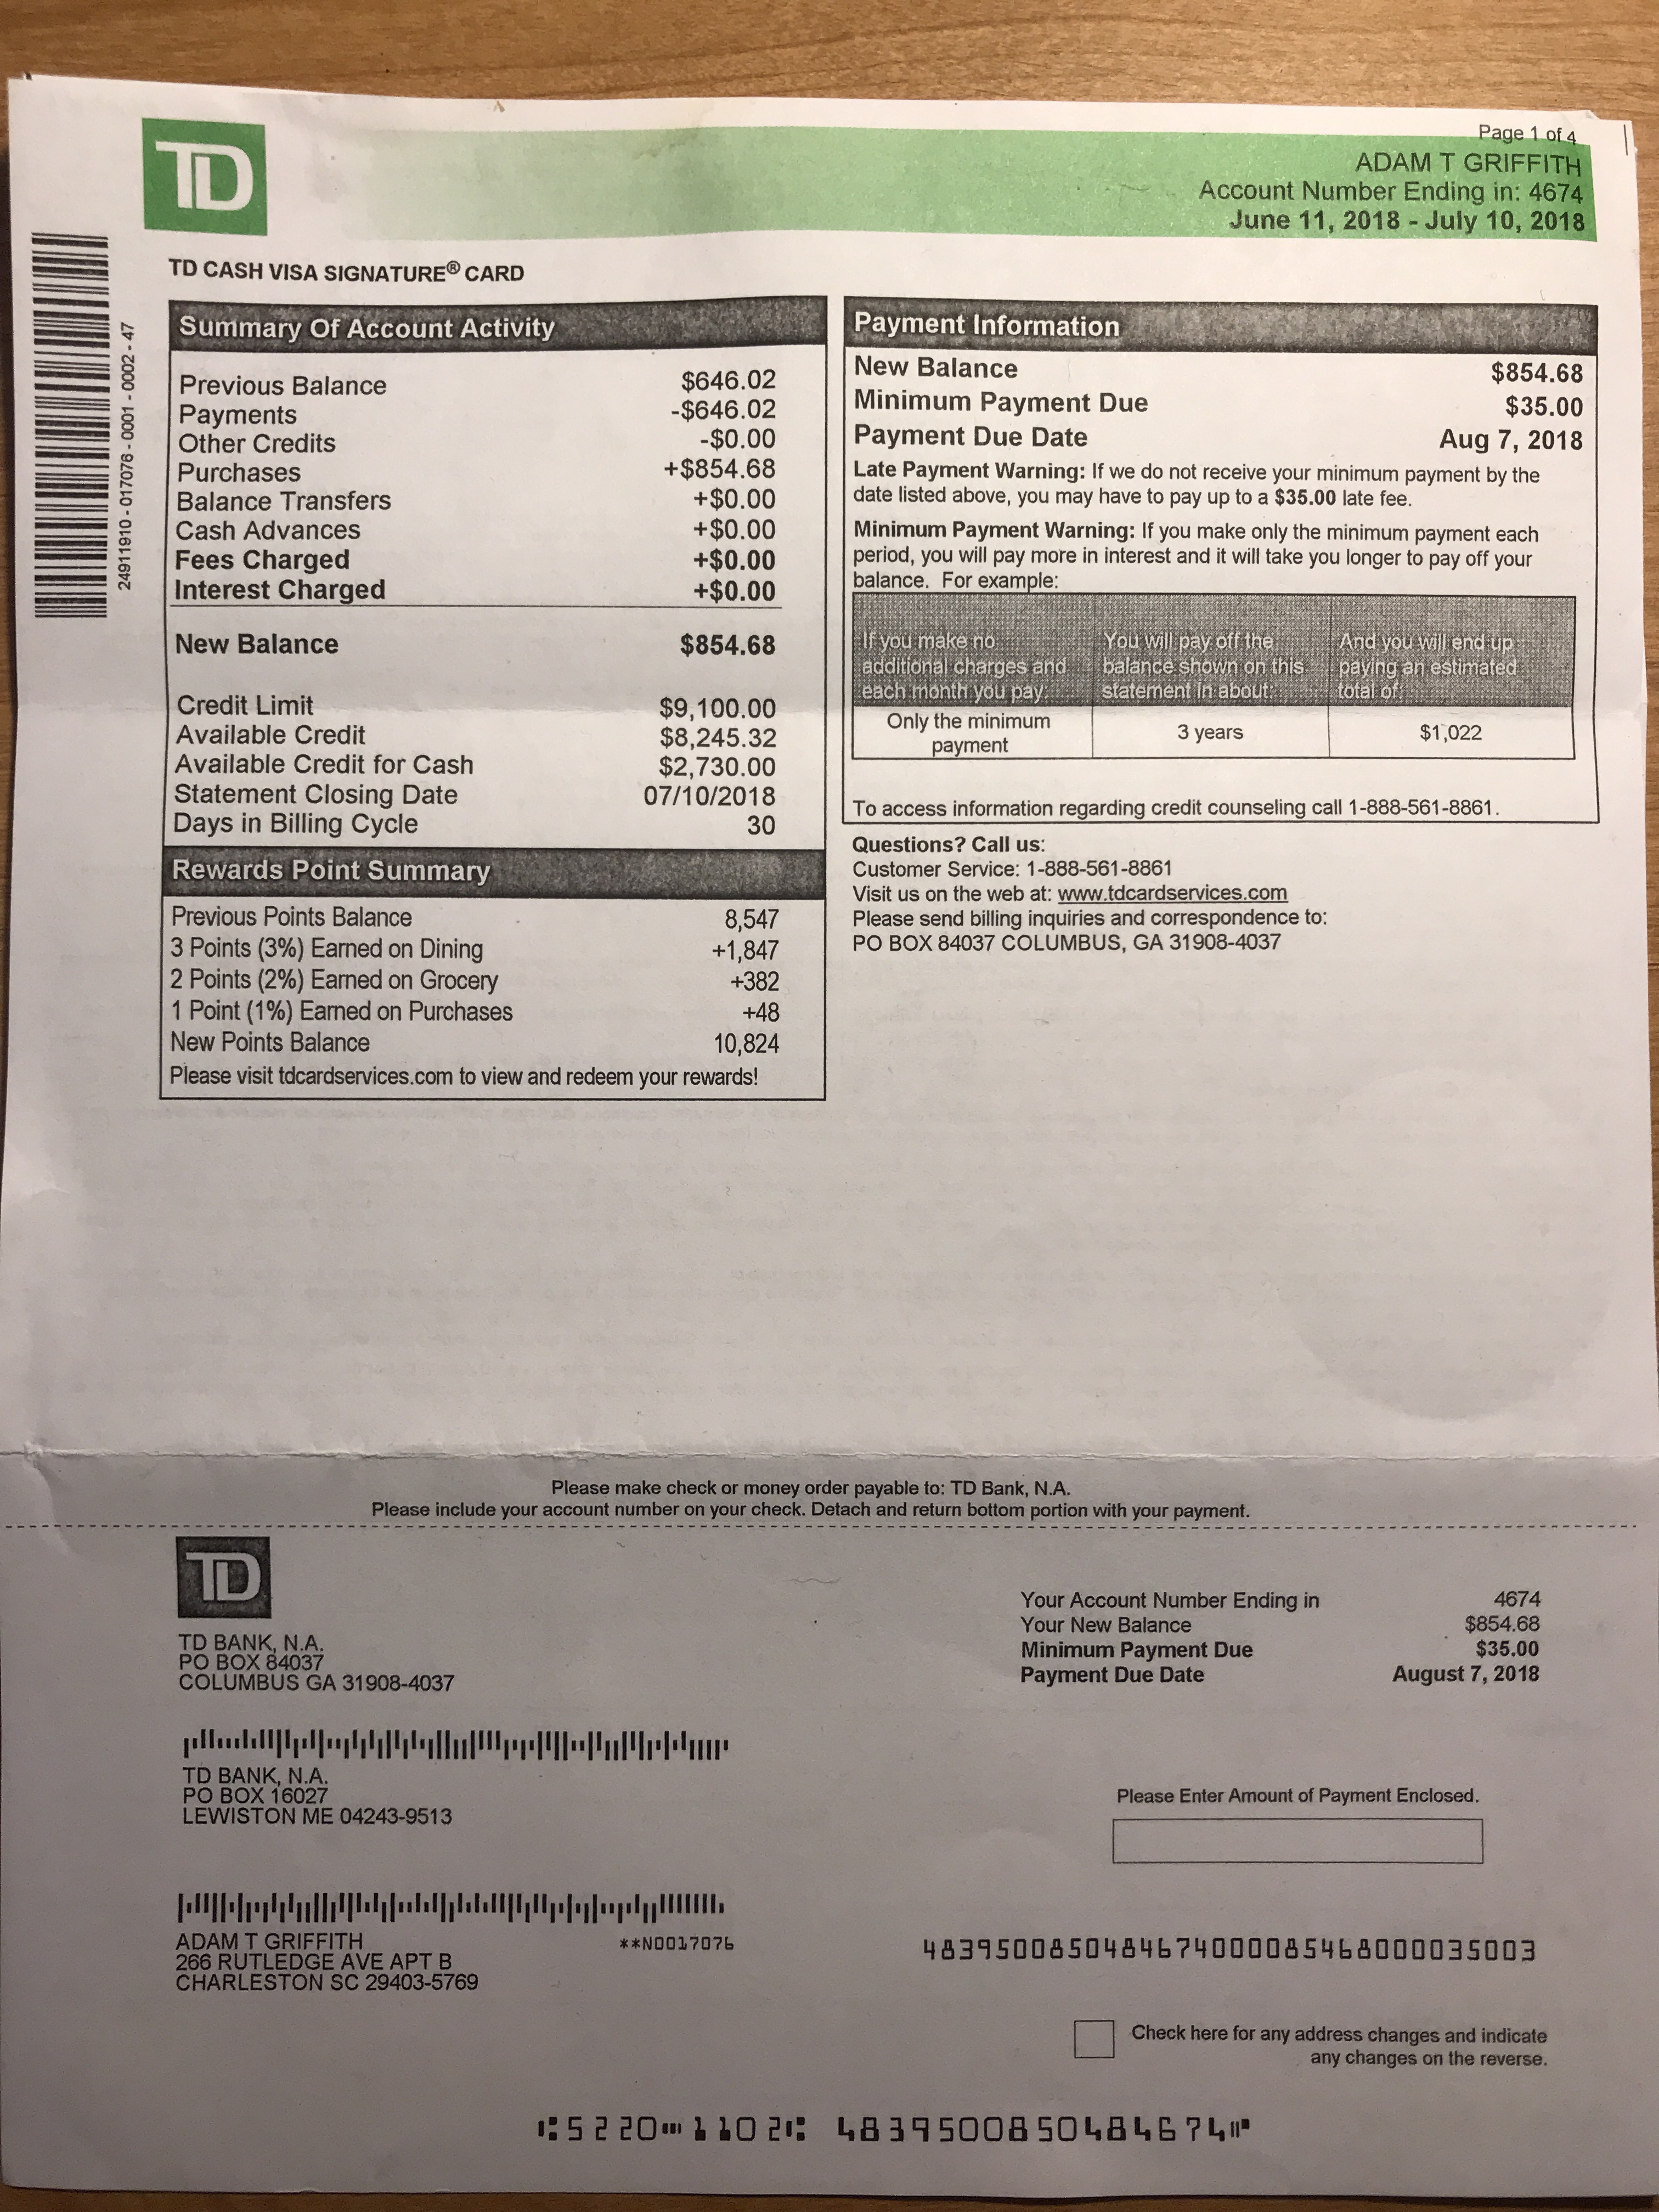 Page 1 of 4
TD
ADAM T GRIFFITH
Account Number Ending in: 4674
June 11, 2018 - July 10, 2018
24911910 - 017076 - 0001 - 0002 - 47
TD CASH VISA SIGNATURE® CARD
Summary Of Account Activity
Previous Balance $646.02
Payments -$646.02
Other Credits -$0.00
Purchases +$854.68
Balance Transfers +$0.00
Cash Advances +$0.00
Fees Charged +$0.00
Interest Charged +$0.00
New Balance $854.68
Credit Limit $9,100.00
Available Credit $8,245.32
Available Credit for Cash $2,730.00
Statement Closing Date 07/10/2018
Days in Billing Cycle 30
Rewards Point Summary
Previous Points Balance 8,547
3 Points (3%) Earned on Dining +1,847
2 Points (2%) Earned on Grocery +382
1 Point (1%) Earned on Purchases +48
New Points Balance 10,824
Please visit tdcardservices.com to view and redeem your rewards!
Payment Information
New Balance $854.68
Minimum Payment Due $35.00
Payment Due Date Aug 7, 2018
Late Payment Warning: If we do not receive your minimum payment by the
date listed above, you may have to pay up to a $35.00 late fee.
Minimum Payment Warning: If you make only the minimum payment each
period, you will pay more in interest and it will take you longer to pay off your
balance. For example:
If you make no
additional charges and
each month you pay:
You will pay off the
balance shown on this
statement in about:
And you will end up
paying an estimated
total of:
Only the minimum
payment
3 years
$1,022
To access information regarding credit counseling call 1-888-561-8861.
Questions? Call us:
Customer Service: 1-888-561-8861
Visit us on the web at: www.tdcardservices.com
Please send billing inquiries and correspondence to:
PO BOX 84037 COLUMBUS, GA 31908-4037
Please make check or money order payable to: TD Bank, N.A.
Please include your account number on your check. Detach and return bottom portion with your payment.
TD
TD BANK, N.A.
PO BOX 84037
COLUMBUS GA 31908-4037
Your Account Number Ending in 4674
Your New Balance $854.68
Minimum Payment Due $35.00
Payment Due Date August 7, 2018
TD BANK, N.A.
PO BOX 16027
LEWISTON ME 04243-9513
Please Enter Amount of Payment Enclosed.
ADAM T GRIFFITH **N0017076
266 RUTLEDGE AVE APT B
CHARLESTON SC 29403-5769
4839500850484674000085468000035003
Check here for any address changes and indicate
any changes on the reverse.
⑆5220⑉1102⑆ 4839500850484674⑈